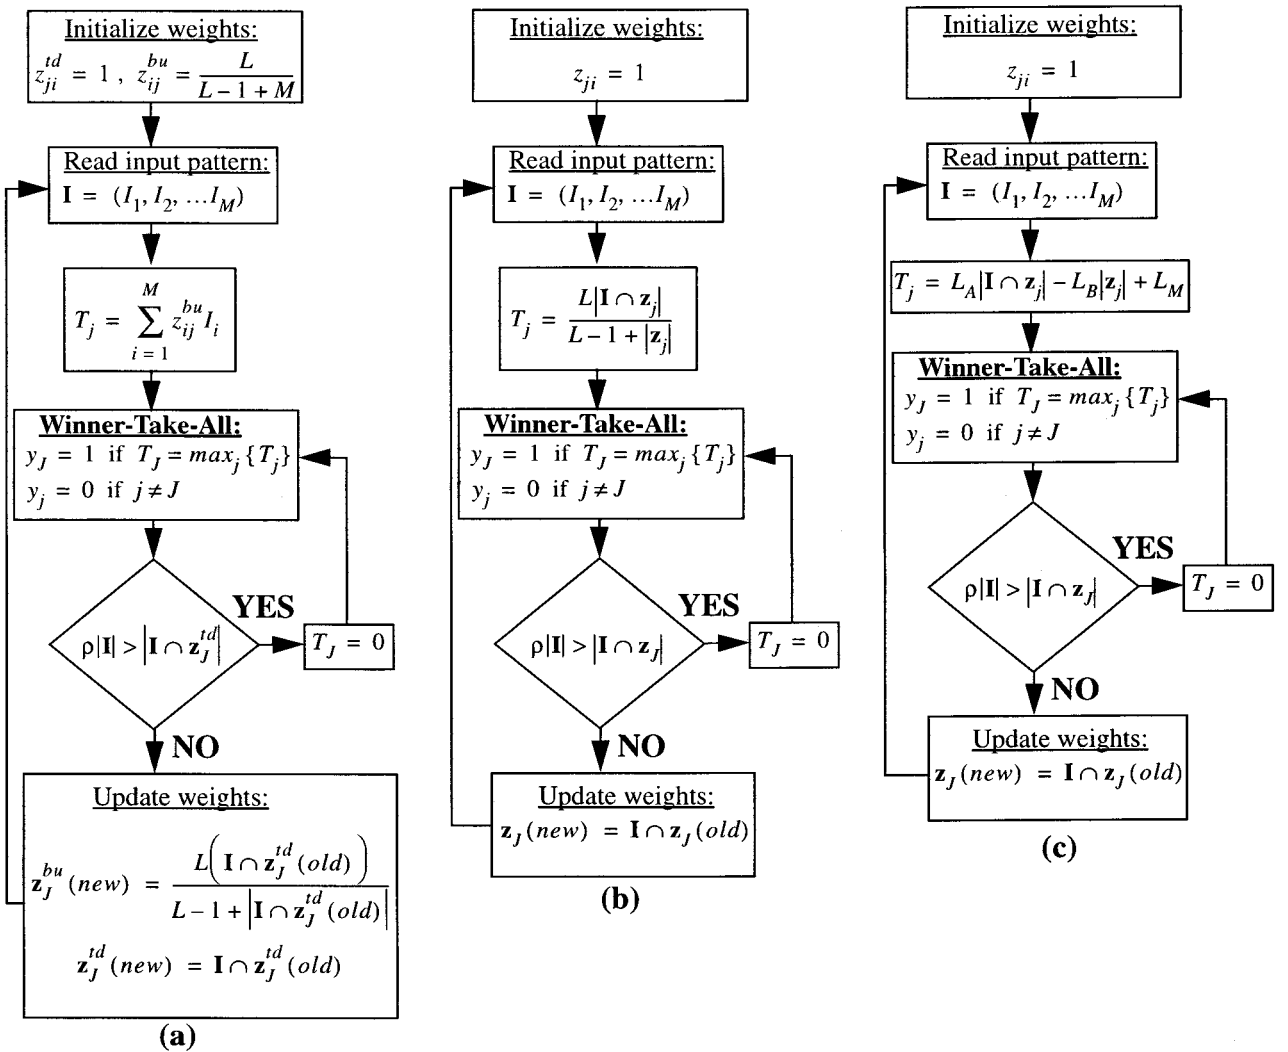 Initialize weights:
z_{ji}^{td} = 1 , z_{ij}^{bu} = \frac{L}{L-1+M}
Read input pattern:
I = (I_1, I_2, …I_M)
T_j = \sum_{i=1}^{M} z_{ij}^{bu} I_i
Winner-Take-All:
y_J = 1 if T_J = max_j{T_j}
y_j = 0 if j≠J
ρ|I| > |I ∩ z_J^{td}|
YES
T_J = 0
NO
Update weights:
z_J^{bu}(new) = \frac{L(I ∩ z_J^{td}(old))}{L-1+|I ∩ z_J^{td}(old)|}
z_J^{td}(new) = I ∩ z_J^{td}(old)
(a)
Initialize weights:
z_{ji} = 1
Read input pattern:
I = (I_1, I_2, …I_M)
T_j = \frac{L|I ∩ z_j|}{L-1+|z_j|}
Winner-Take-All:
y_J = 1 if T_J = max_j{T_j}
y_j = 0 if j≠J
ρ|I| > |I ∩ z_J|
YES
T_J = 0
NO
Update weights:
z_J(new) = I ∩ z_J(old)
(b)
Initialize weights:
z_{ji} = 1
Read input pattern:
I = (I_1, I_2, …I_M)
T_j = L_A|I ∩ z_j| − L_B|z_j| + L_M
Winner-Take-All:
y_J = 1 if T_J = max_j{T_j}
y_j = 0 if j≠J
ρ|I| > |I ∩ z_J|
YES
T_J = 0
NO
Update weights:
z_J(new) = I ∩ z_J(old)
(c)